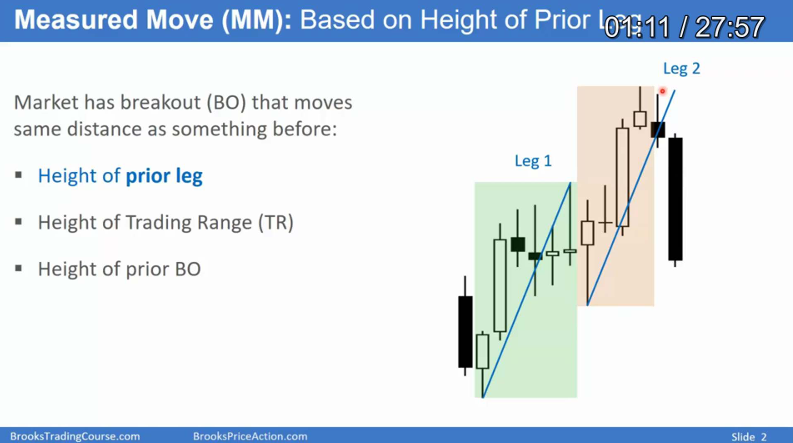 Measured Move (MM): Based on Height of Prior Leg
01:11 / 27:57
Leg 2
Market has breakout (BO) that moves
same distance as something before:
Leg 1
▪ Height of prior leg
▪ Height of Trading Range (TR)
▪ Height of prior BO
BrooksTradingCourse.com
BrooksPriceAction.com
Slide 2